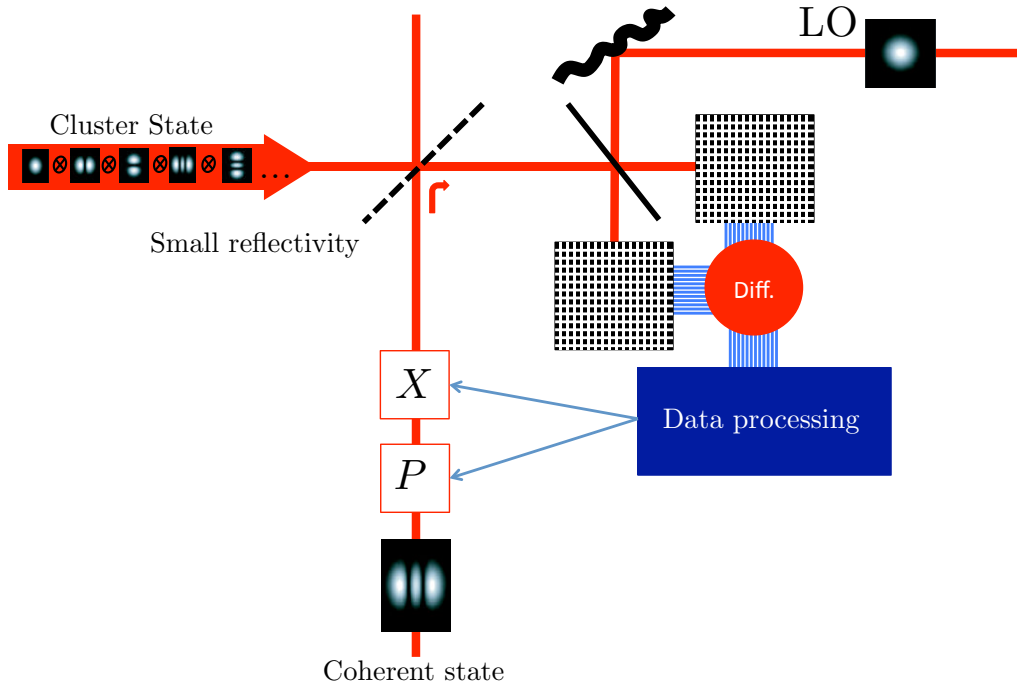 LO
Cluster State
...
Small reflectivity
Diff.
X
Data processing
P
Coherent state